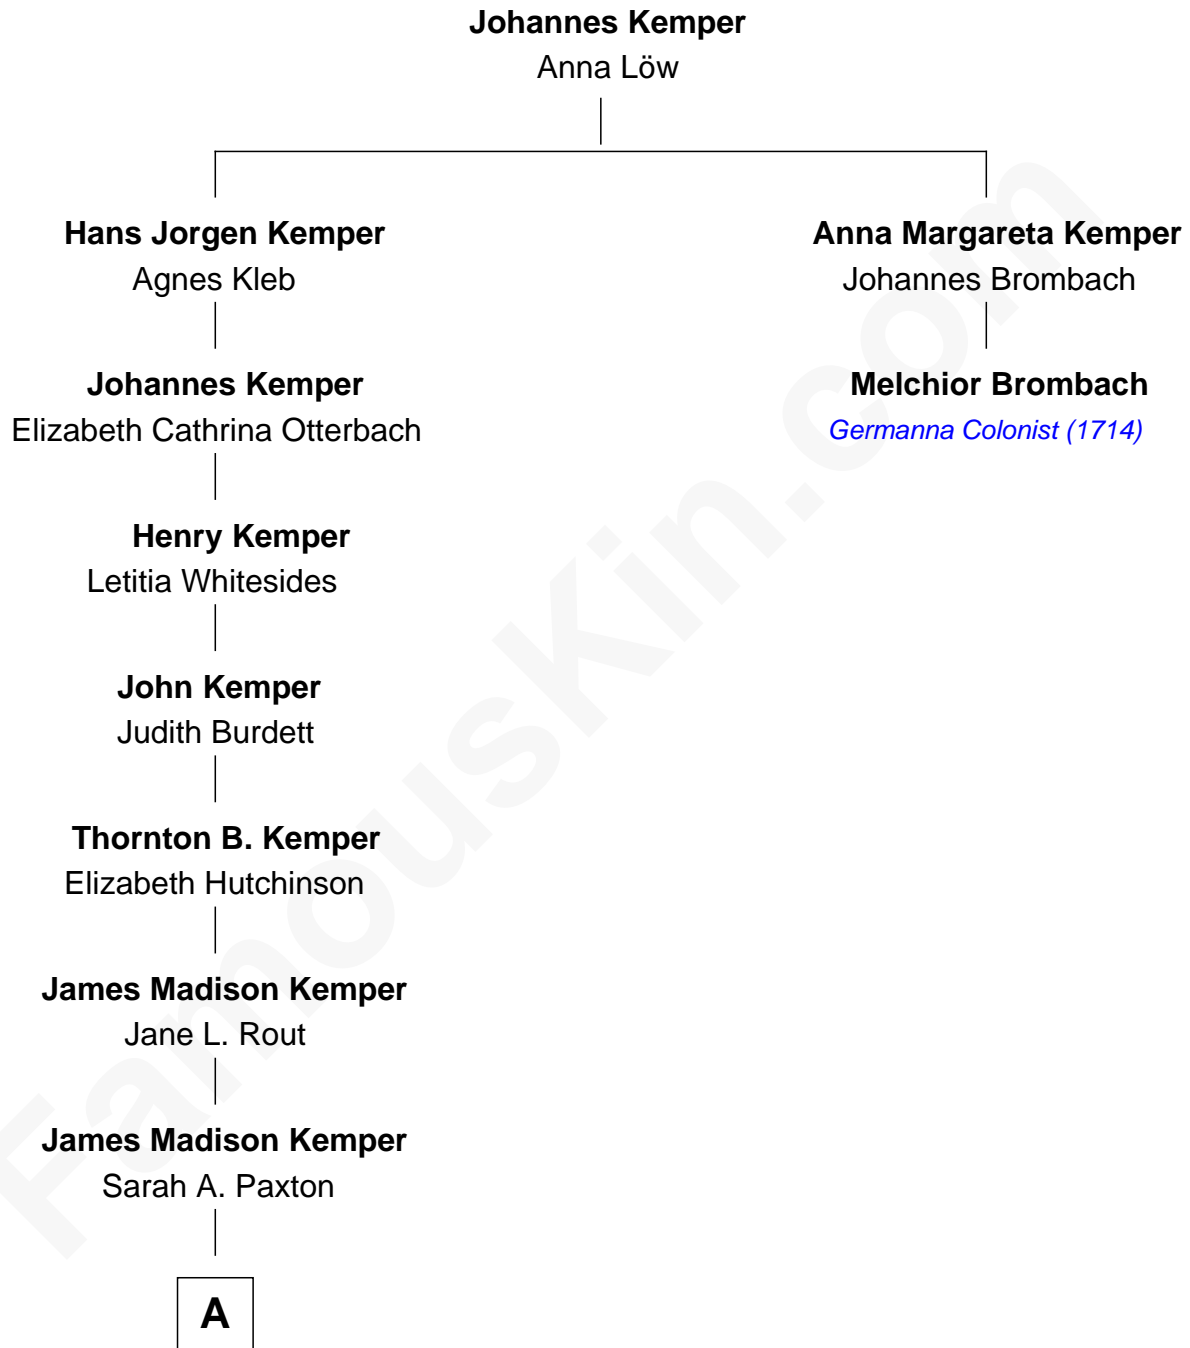 Johannes Kemper
Anna Löw
Hans Jorgen Kemper
Agnes Kleb
Anna Margareta Kemper
Johannes Brombach
Johannes Kemper
Elizabeth Cathrina Otterbach
Melchior Brombach
Germanna Colonist (1714)
Henry Kemper
Letitia Whitesides
John Kemper
Judith Burdett
Thornton B. Kemper
Elizabeth Hutchinson
James Madison Kemper
Jane L. Rout
James Madison Kemper
Sarah A. Paxton
A
FamousKin.com